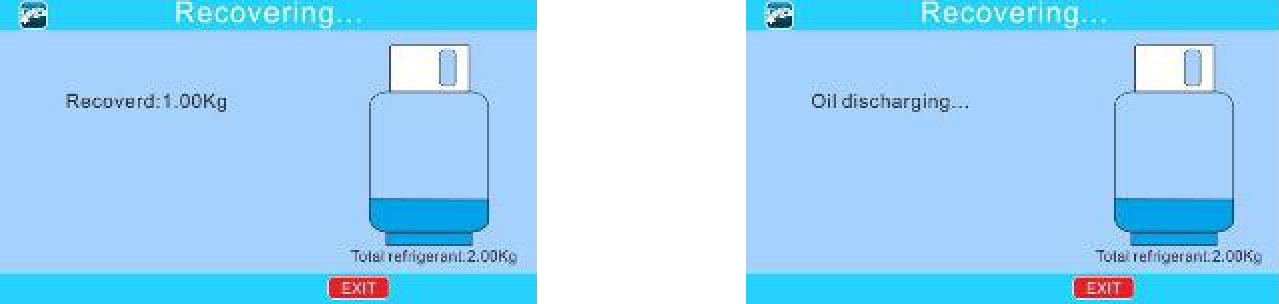 Recovering...
Recoverd:1.00Kg
Total refrigerant:2.00Kg
EXIT
Recovering...
Oil discharging...
Total refrigerant:2.00Kg
EXIT